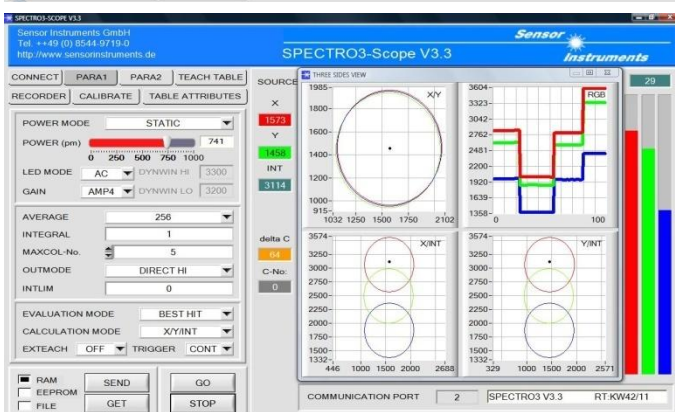 SPECTRO3-SCOPE V3.3
Sensor Instruments GmbH
Tel. ++49 (0) 8544-9719-0
http://www.sensorinstruments.de
SPECTRO3-Scope V3.3
Sensor
Instruments
CONNECT PARA1 PARA2 TEACH TABLE
RECORDER CALIBRATE TABLE ATTRIBUTES
POWER MODE STATIC
POWER (pm) 741
0 250 500 750 1000
LED MODE AC DYNWIN HI 3300
GAIN AMP4 DYNWIN LO 3200
AVERAGE 256
INTEGRAL 1
MAXCOL-No. 5
OUTMODE DIRECT HI
INTLIM 0
EVALUATION MODE BEST HIT
CALCULATION MODE X/Y/INT
EXTEACH OFF TRIGGER CONT
RAM
EEPROM
FILE
SEND GO
GET STOP
SOURCE
X
1573
Y
1458
INT
3114
delta C
64
C-No:
0
THREE SIDES VIEW
29
X/Y
1985-
1800-
1600-
1400-
1200-
1000-
915-
1032 1250 1500 1750 2102
RGB
3604-
3323-
3042-
2762-
2481-
2200-
1920-
1639-
1358-
0 100
X/INT
3574-
3250-
3000-
2750-
2500-
2250-
2000-
1750-
1500-
1332-
446 1000 1500 2000 2688
Y/INT
3574-
3250-
3000-
2750-
2500-
2250-
2000-
1750-
1500-
1332-
329 1000 1500 2000 2571
COMMUNICATION PORT 2 SPECTRO3 V3.3 RT:KW42/11